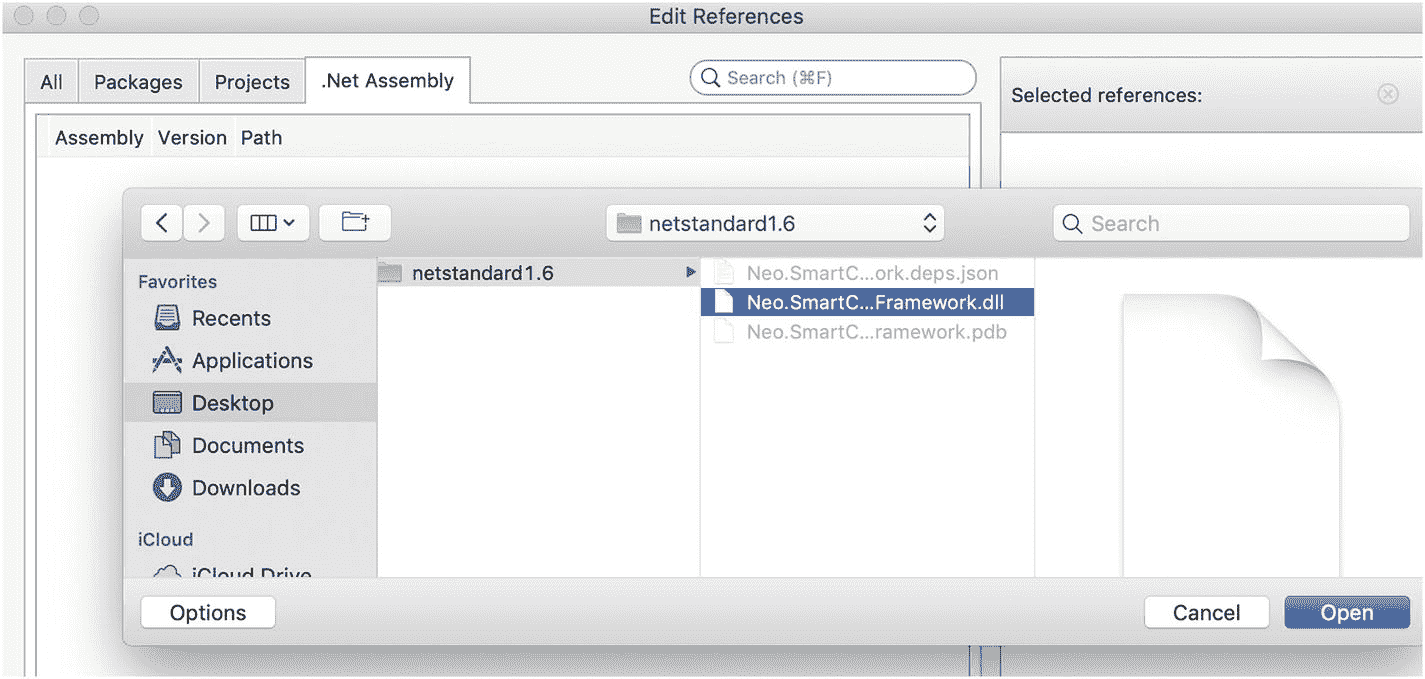 Edit References
All Packages Projects .Net Assembly Search (⌘F) Selected references:
Assembly Version Path
netstandard1.6 Search
Favorites
Recents
Applications
Desktop
Documents
Downloads
iCloud
iCloud Drive
netstandard1.6
Neo.SmartC...ork.deps.json
Neo.SmartC...Framework.dll
Neo.SmartC...ramework.pdb
Options Cancel Open